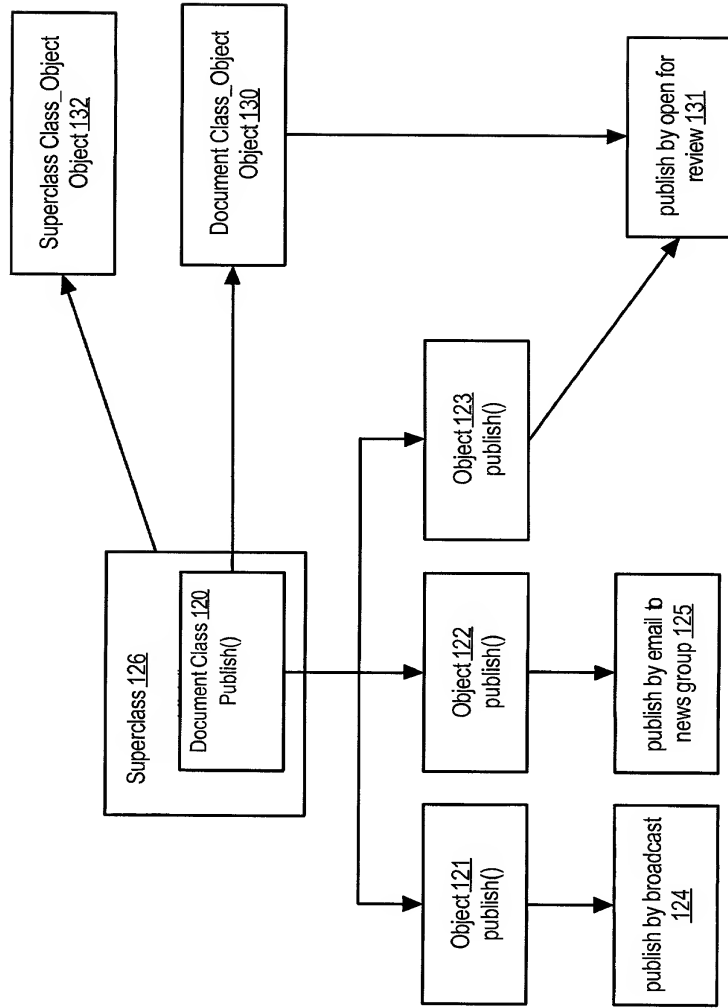 Superclass 126
Document Class 120
Publish()
Superclass Class_Object
Object 132
Document Class_Object
Object 130
Object 121
publish()
Object 122
publish()
Object 123
publish()
publish by broadcast
124
publish by email to
news group 125
publish by open for
review 131